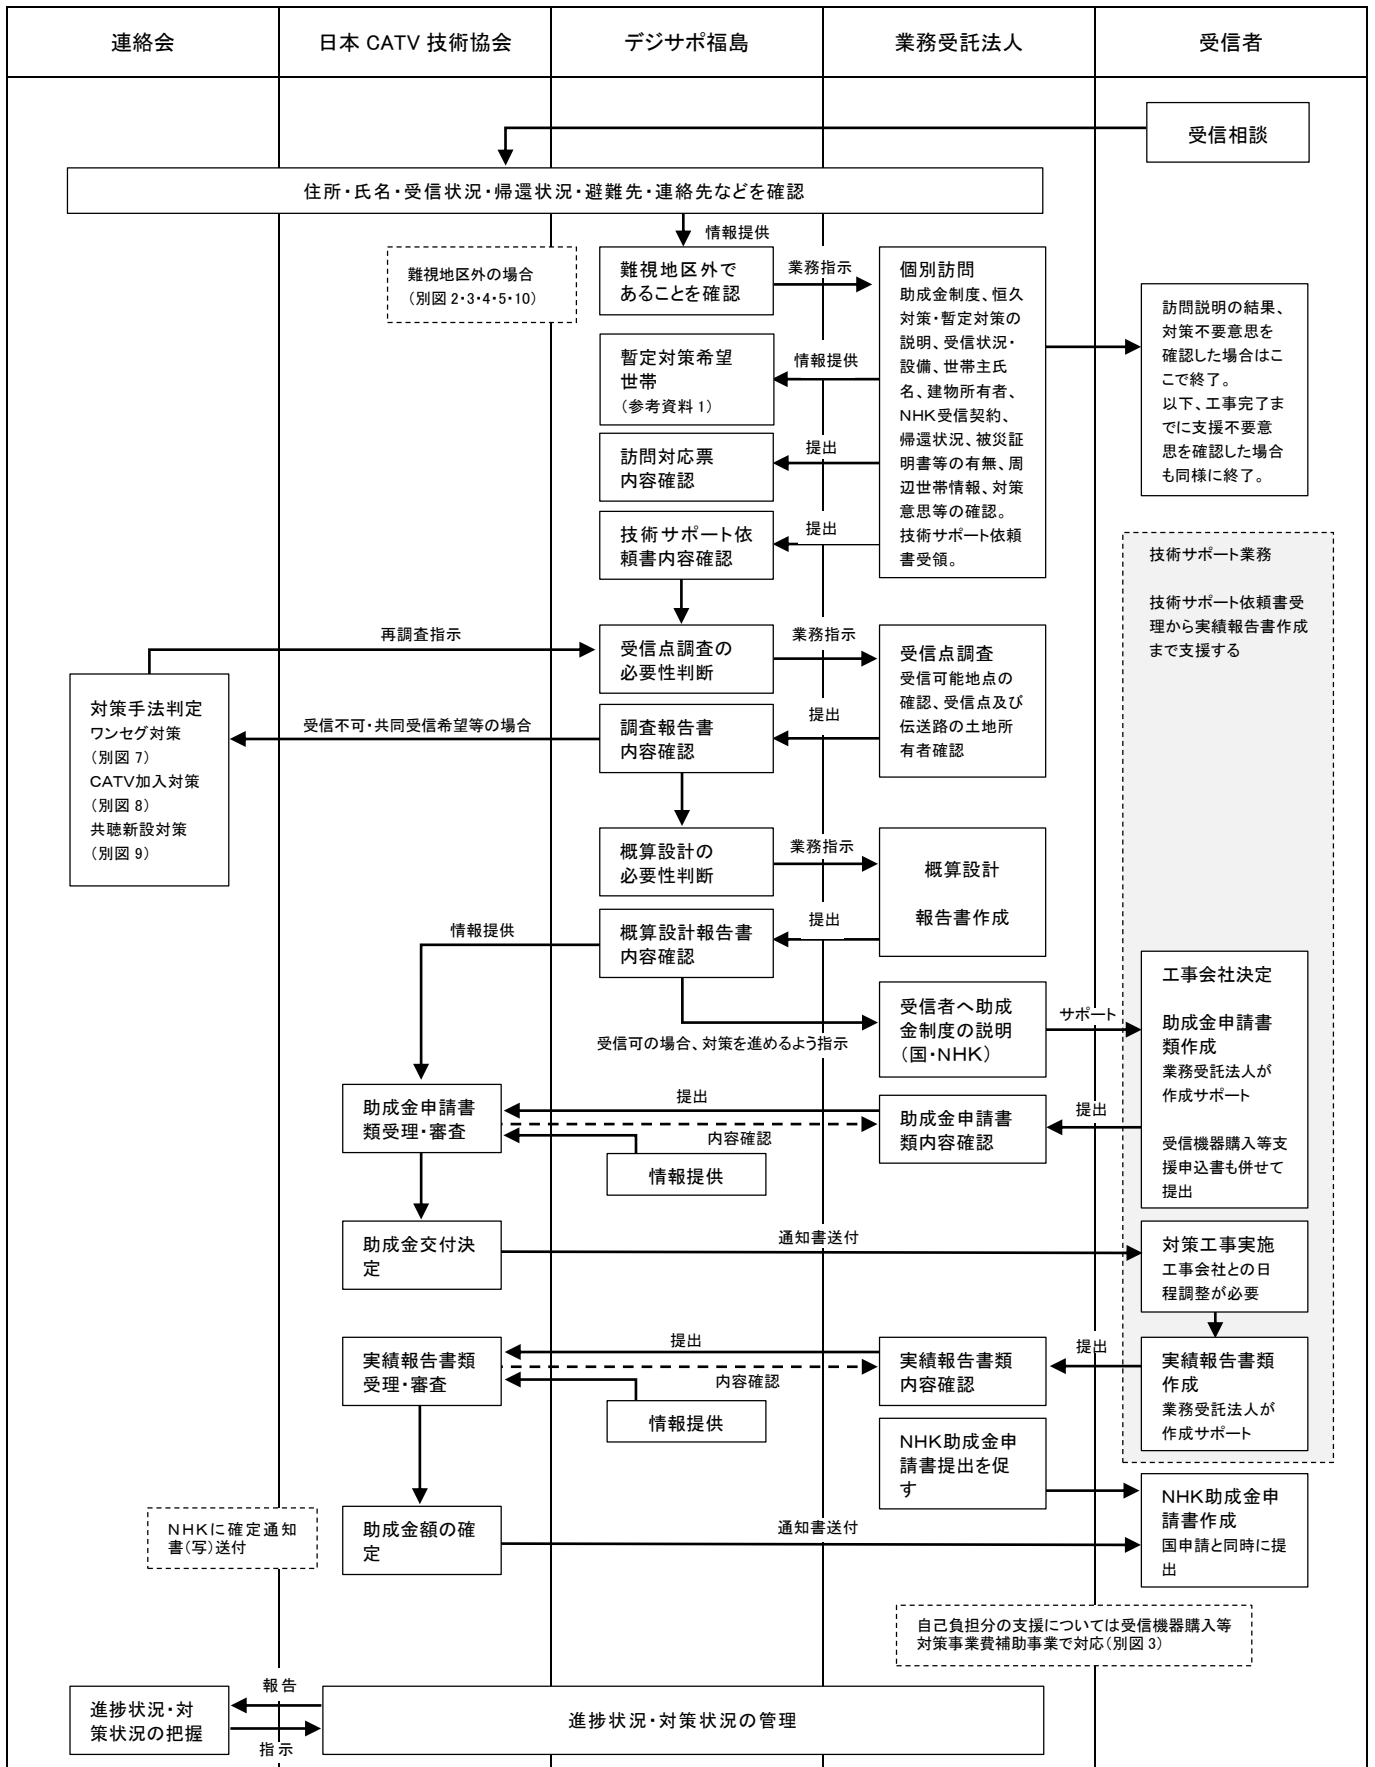 連絡会
日本 CATV 技術協会
デジサポ福島
業務受託法人
受信者
受信相談
住所・氏名・受信状況・帰還状況・避難先・連絡先などを確認
情報提供
難視地区外の場合
（別図 2・3・4・5・10）
難視地区外で
あることを確認
業務指示
個別訪問
助成金制度、恒久
対策・暫定対策の
説明、受信状況・
設備、世帯主氏
名、建物所有者、
NHK受信契約、
帰還状況、被災証
明書等の有無、周
辺世帯情報、対策
意思等の確認。
技術サポート依頼
書受領。
訪問説明の結果、
対策不要意思を
確認した場合はこ
こで終了。
以下、工事完了ま
でに支援不要意
思を確認した場合
も同様に終了。
暫定対策希望
世帯
（参考資料 1）
情報提供
訪問対応票
内容確認
提出
技術サポート依
頼書内容確認
提出
技術サポート業務
技術サポート依頼書受
理から実績報告書作成
まで支援する
再調査指示
受信点調査の
必要性判断
業務指示
受信点調査
受信可能地点の
確認、受信点及び
伝送路の土地所
有者確認
対策手法判定
ワンセグ対策
（別図 7）
CATV加入対策
（別図 8）
共聴新設対策
（別図 9）
受信不可・共同受信希望等の場合
調査報告書
内容確認
提出
概算設計の
必要性判断
業務指示
概算設計
報告書作成
情報提供
概算設計報告書
内容確認
提出
受信可の場合、対策を進めるよう指示
受信者へ助成
金制度の説明
（国・NHK）
サポート
工事会社決定
助成金申請書
類作成
業務受託法人が
作成サポート
受信機器購入等支
援申込書も併せて
提出
助成金申請書
類受理・審査
提出
内容確認
情報提供
助成金申請書
類内容確認
提出
助成金交付決
定
通知書送付
対策工事実施
工事会社との日
程調整が必要
実績報告書類
受理・審査
提出
内容確認
情報提供
実績報告書類
内容確認
提出
実績報告書類
作成
業務受託法人が
作成サポート
NHK助成金申
請書提出を促
す
NHKに確定通知
書（写）送付
助成金額の確
定
通知書送付
NHK助成金申
請書作成
国申請と同時に提
出
自己負担分の支援については受信機器購入等
対策事業費補助事業で対応（別図 3）
進捗状況・対
策状況の把握
報告
指示
進捗状況・対策状況の管理